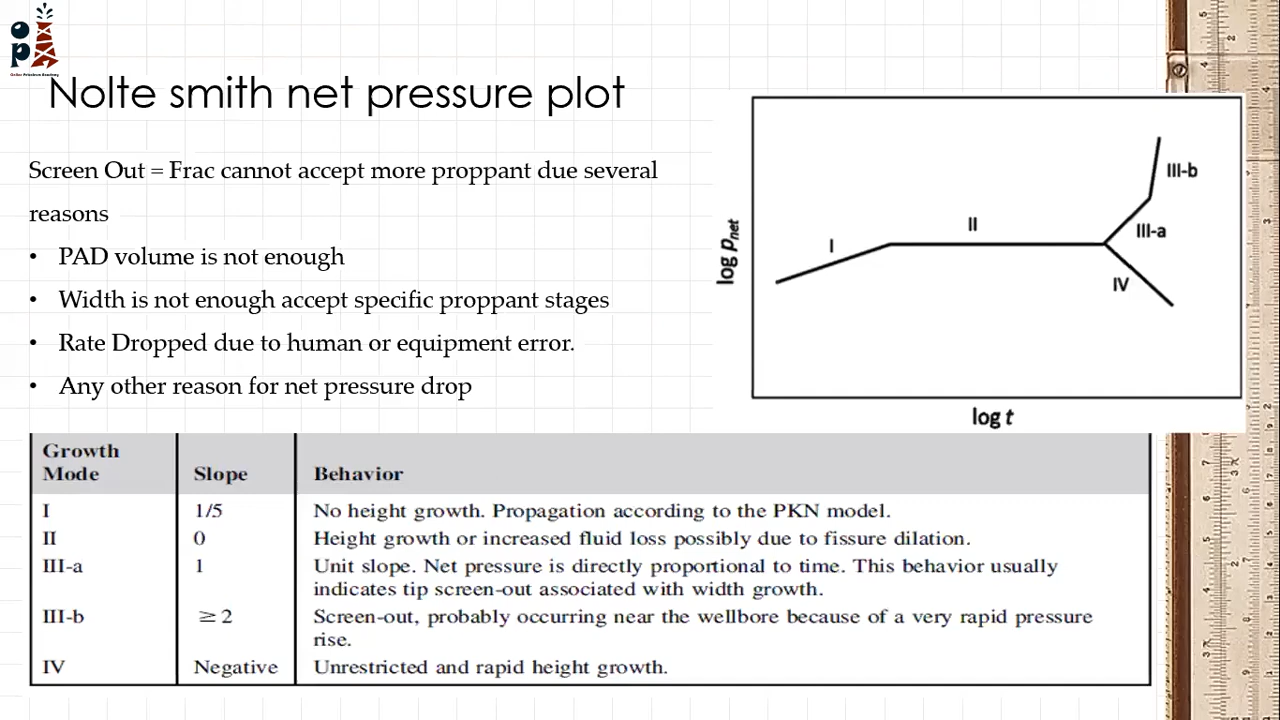 op
Online Petroleum Academy
Nolte smith net pressure plot
Screen Out = Frac cannot accept more proppant due several
reasons
• PAD volume is not enough
• Width is not enough accept specific proppant stages
• Rate Dropped due to human or equipment error.
• Any other reason for net pressure drop
log pnet
I
II
III-a
III-b
IV
log t
Growth
Mode Slope Behavior
I 1/5 No height growth. Propagation according to the PKN model.
II 0 Height growth or increased fluid loss possibly due to fissure dilation.
III-a 1 Unit slope. Net pressure is directly proportional to time. This behavior usually
indicates tip screen-out associated with width growth.
III-b ≥ 2 Screen-out, probably occurring near the wellbore because of a very rapid pressure
rise.
IV Negative Unrestricted and rapid height growth.